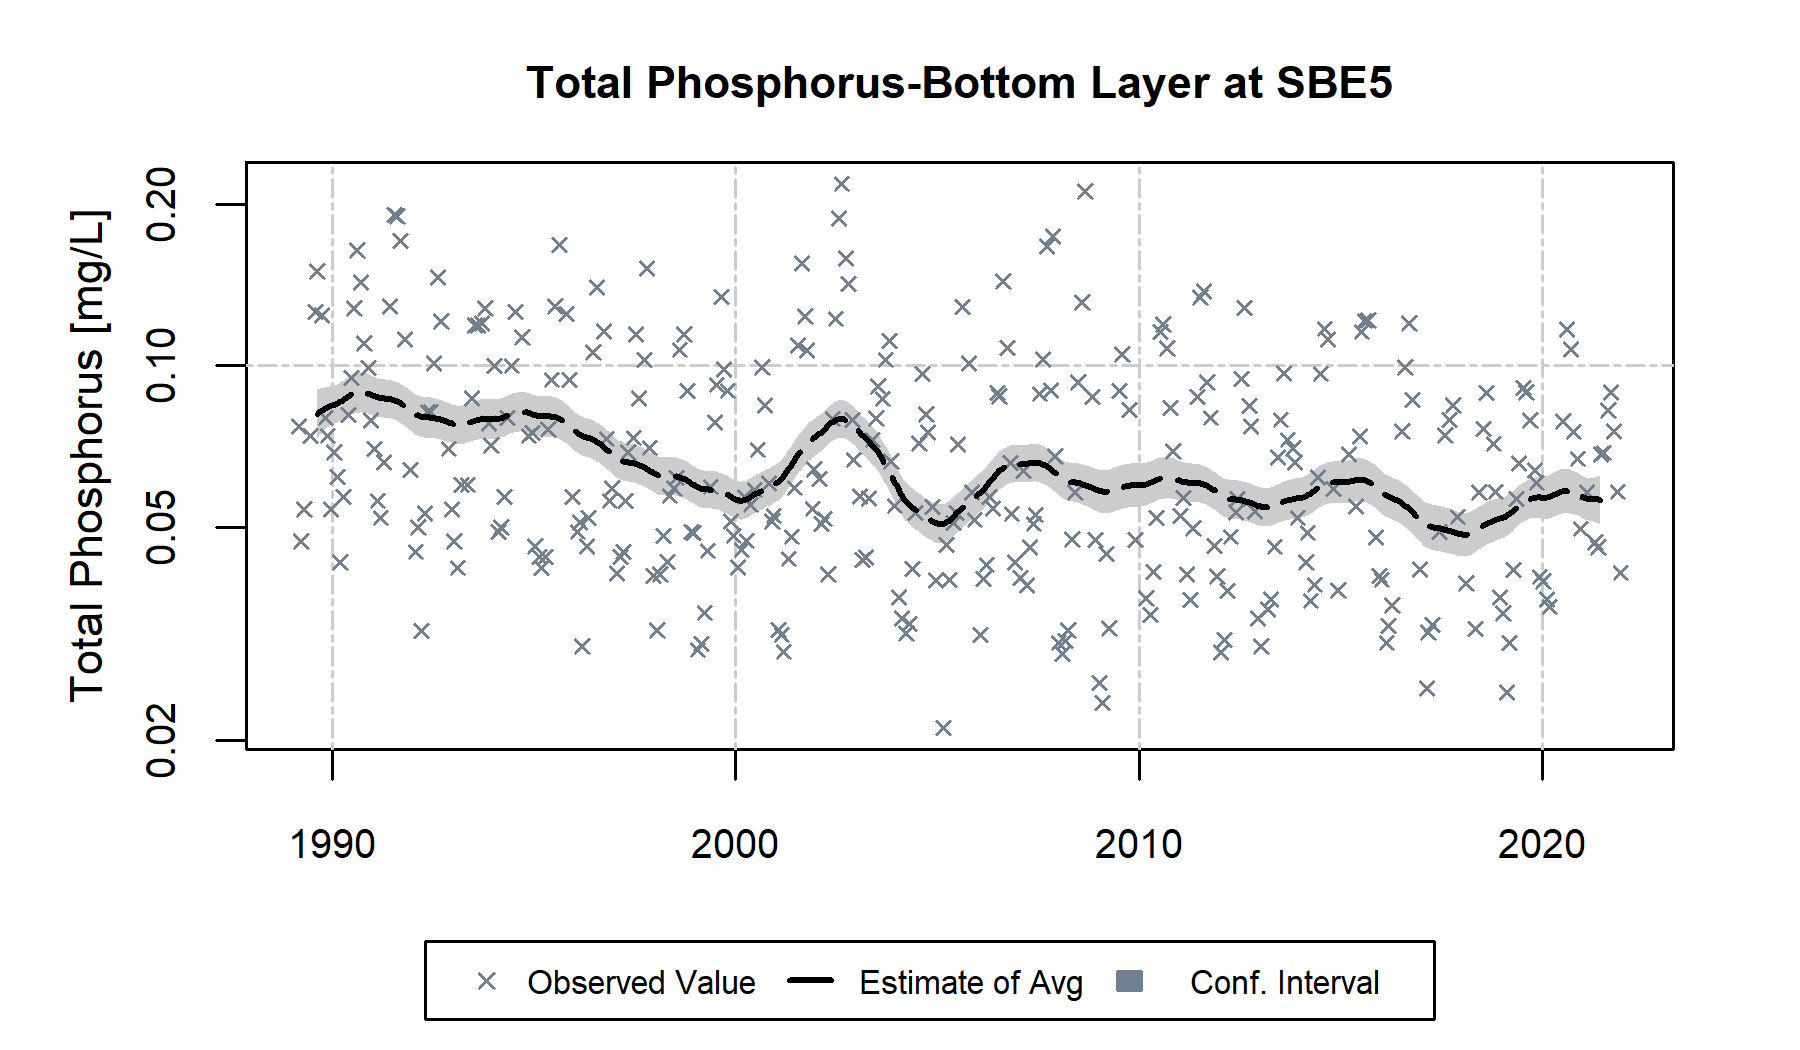 Total Phosphorus-Bottom Layer at SBE5
Total Phosphorus [mg/L]
0.20
0.10
0.05
0.02
1990 2000 2010 2020
Observed Value Estimate of Avg Conf. Interval